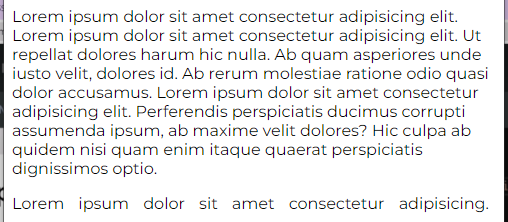 Lorem ipsum dolor sit amet consectetur adipisicing elit.
Lorem ipsum dolor sit amet consectetur adipisicing elit. Ut
repellat dolores harum hic nulla. Ab quam asperiores unde
iusto velit, dolores id. Ab rerum molestiae ratione odio quasi
dolor accusamus. Lorem ipsum dolor sit amet consectetur
adipisicing elit. Perferendis perspiciatis ducimus corrupti
assumenda ipsum, ab maxime velit dolores? Hic culpa ab
quidem nisi quam enim itaque quaerat perspiciatis
dignissimos optio.
Lorem ipsum dolor sit amet consectetur adipisicing.